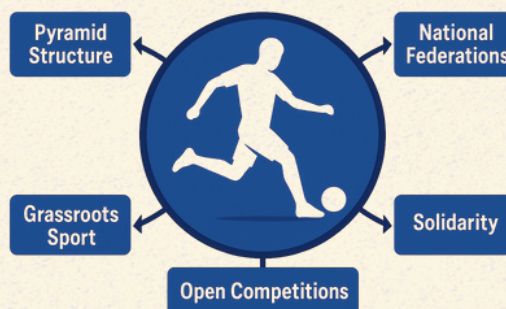 Pyramid
Structure
National
Federations
Grassroots
Sport
Solidarity
Open Competitions